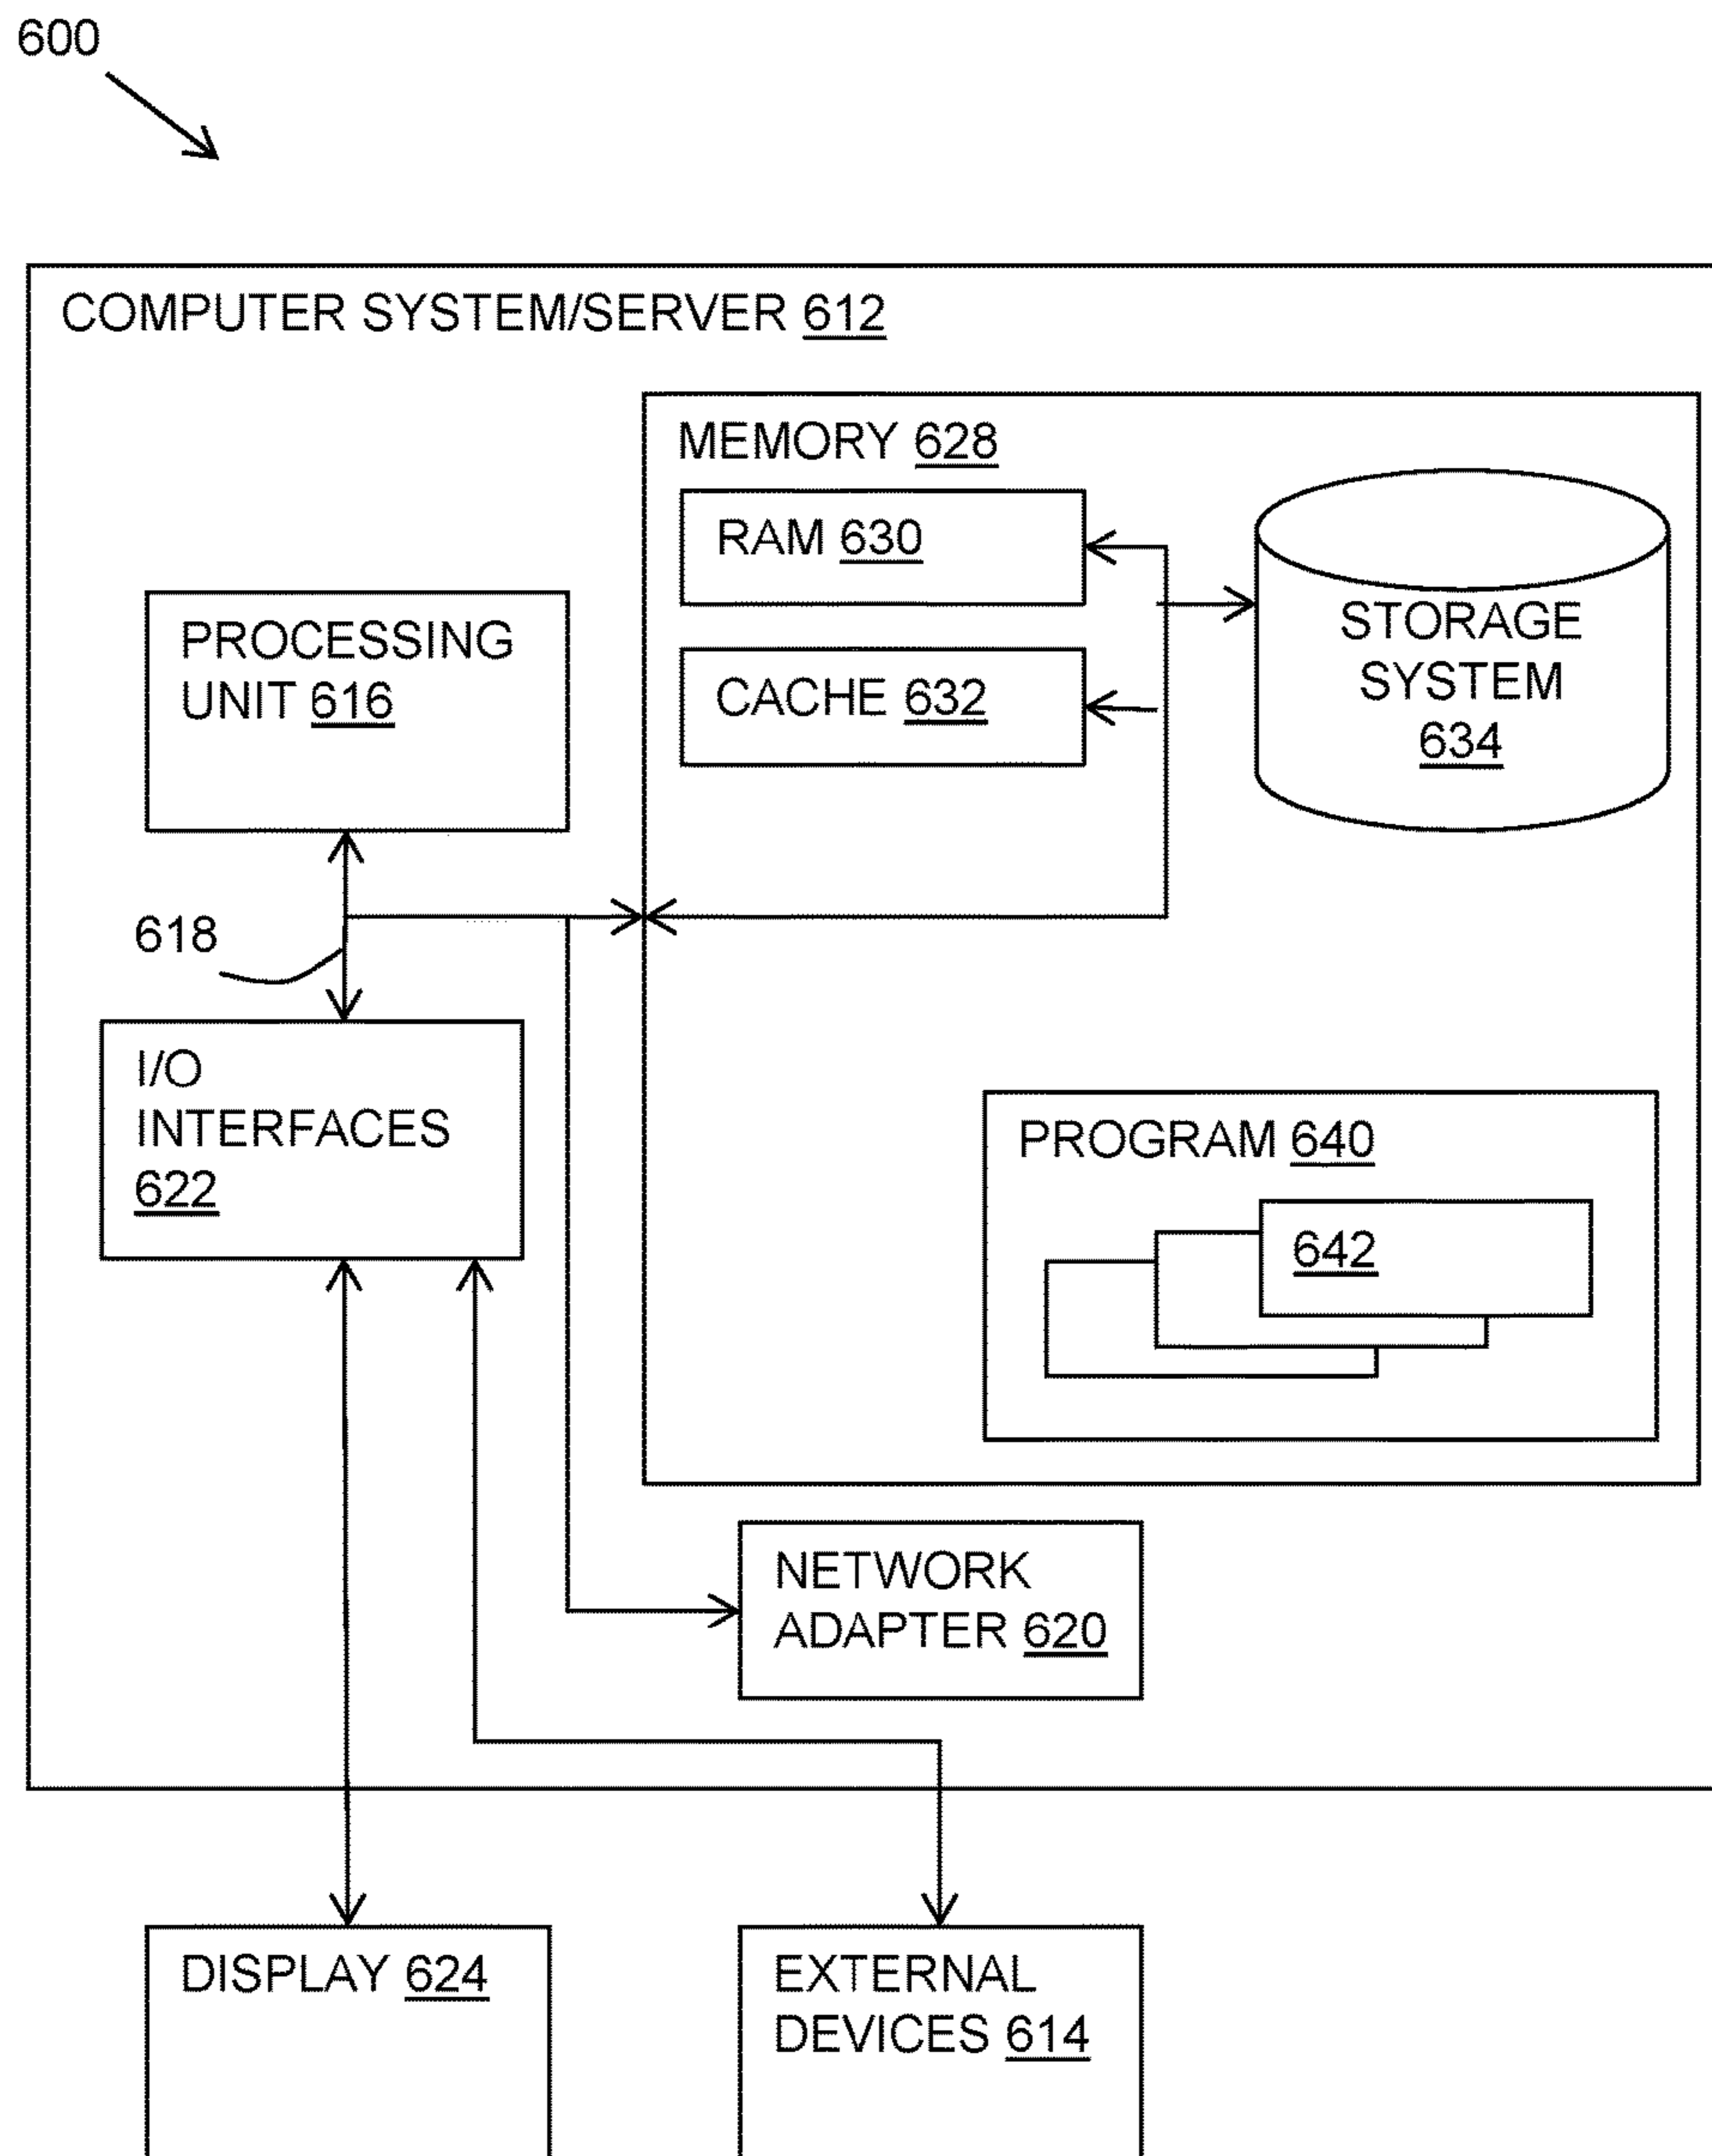 600
COMPUTER SYSTEM/SERVER 612
MEMORY 628
RAM 630
STORAGE
SYSTEM
634
PROCESSING
UNIT 616
CACHE 632
618
I/O
INTERFACES
622
PROGRAM 640
642
NETWORK
ADAPTER 620
DISPLAY 624
EXTERNAL
DEVICES 614